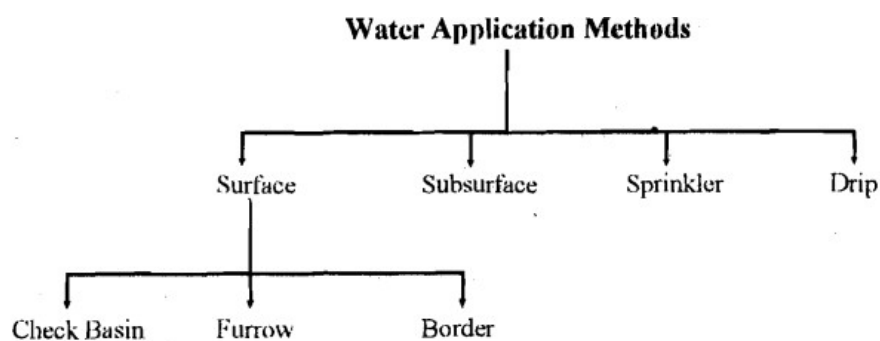 Water Application Methods
Surface Subsurface Sprinkler Drip
Check Basin Furrow Border